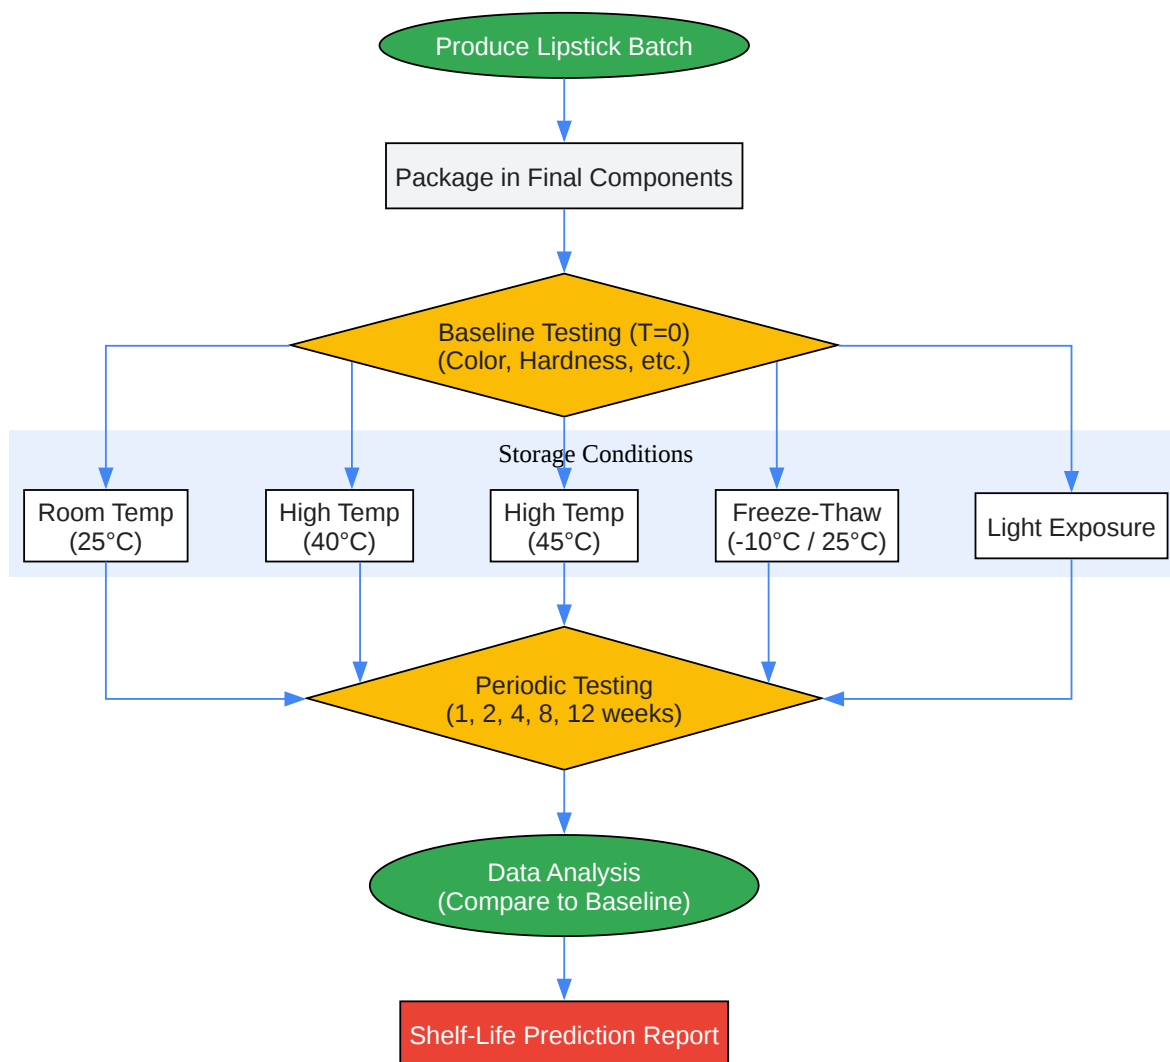 Produce Lipstick Batch
Package in Final Components
Baseline Testing (T=0)
(Color, Hardness, etc.)
Storage Conditions
Room Temp
(25°C)
High Temp
(40°C)
High Temp
(45°C)
Freeze-Thaw
(-10°C / 25°C)
Light Exposure
Periodic Testing
(1, 2, 4, 8, 12 weeks)
Data Analysis
(Compare to Baseline)
Shelf-Life Prediction Report